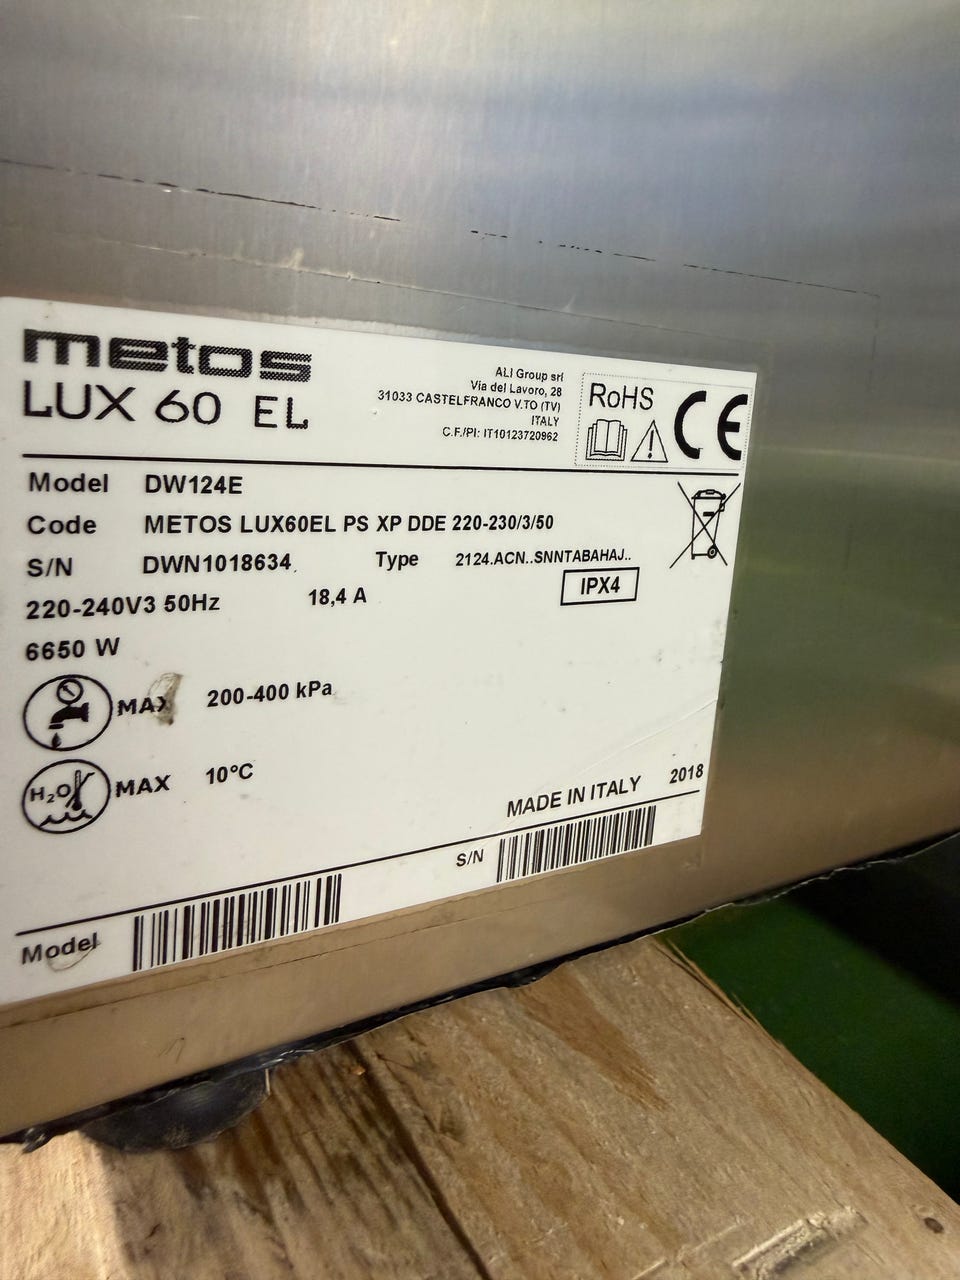 metos
LUX 60 EL
ALI Group srl
Via del Lavoro, 28
31033 CASTELFRANCO V.TO (TV)
ITALY
C.F./PI: IT10123720962
RoHS
CE
Model DW124E
Code METOS LUX60EL PS XP DDE 220-230/3/50
S/N DWN1018634 Type 2124.ACN..SNNTABAHAJ..
220-240V3 50Hz 18,4 A IPX4
6650 W
MAX 200-400 kPa
H2O MAX 10°C
MADE IN ITALY 2018
S/N
Model